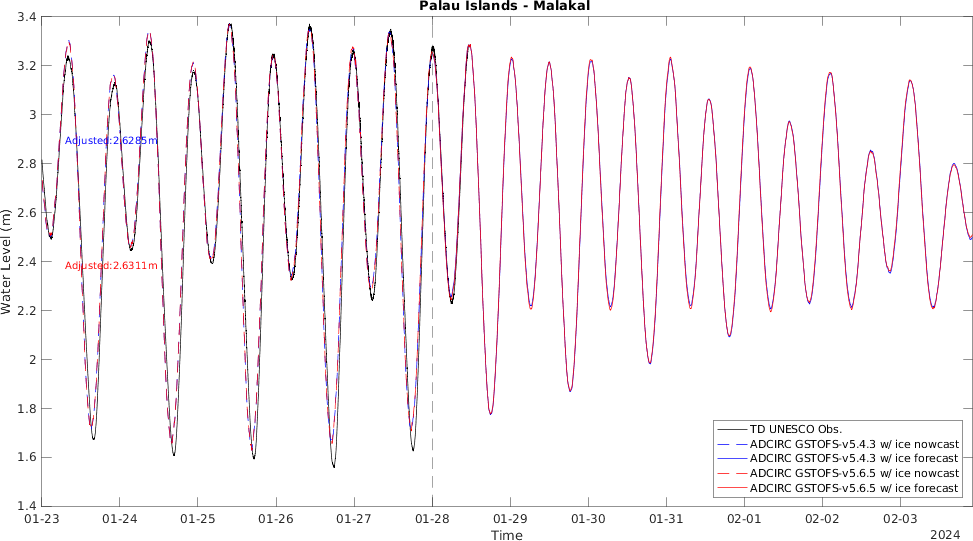 Palau Islands - Malakal
Water Level (m)
3.4
3.2
3
2.8
2.6
2.4
2.2
2
1.8
1.6
1.4
Adjusted:2.6285m
Adjusted:2.6311m
TD UNESCO Obs.
ADCIRC GSTOFS-v5.4.3 w/ ice nowcast
ADCIRC GSTOFS-v5.4.3 w/ ice forecast
ADCIRC GSTOFS-v5.6.5 w/ ice nowcast
ADCIRC GSTOFS-v5.6.5 w/ ice forecast
01-23 01-24 01-25 01-26 01-27 01-28 01-29 01-30 01-31 02-01 02-02 02-03
Time
2024